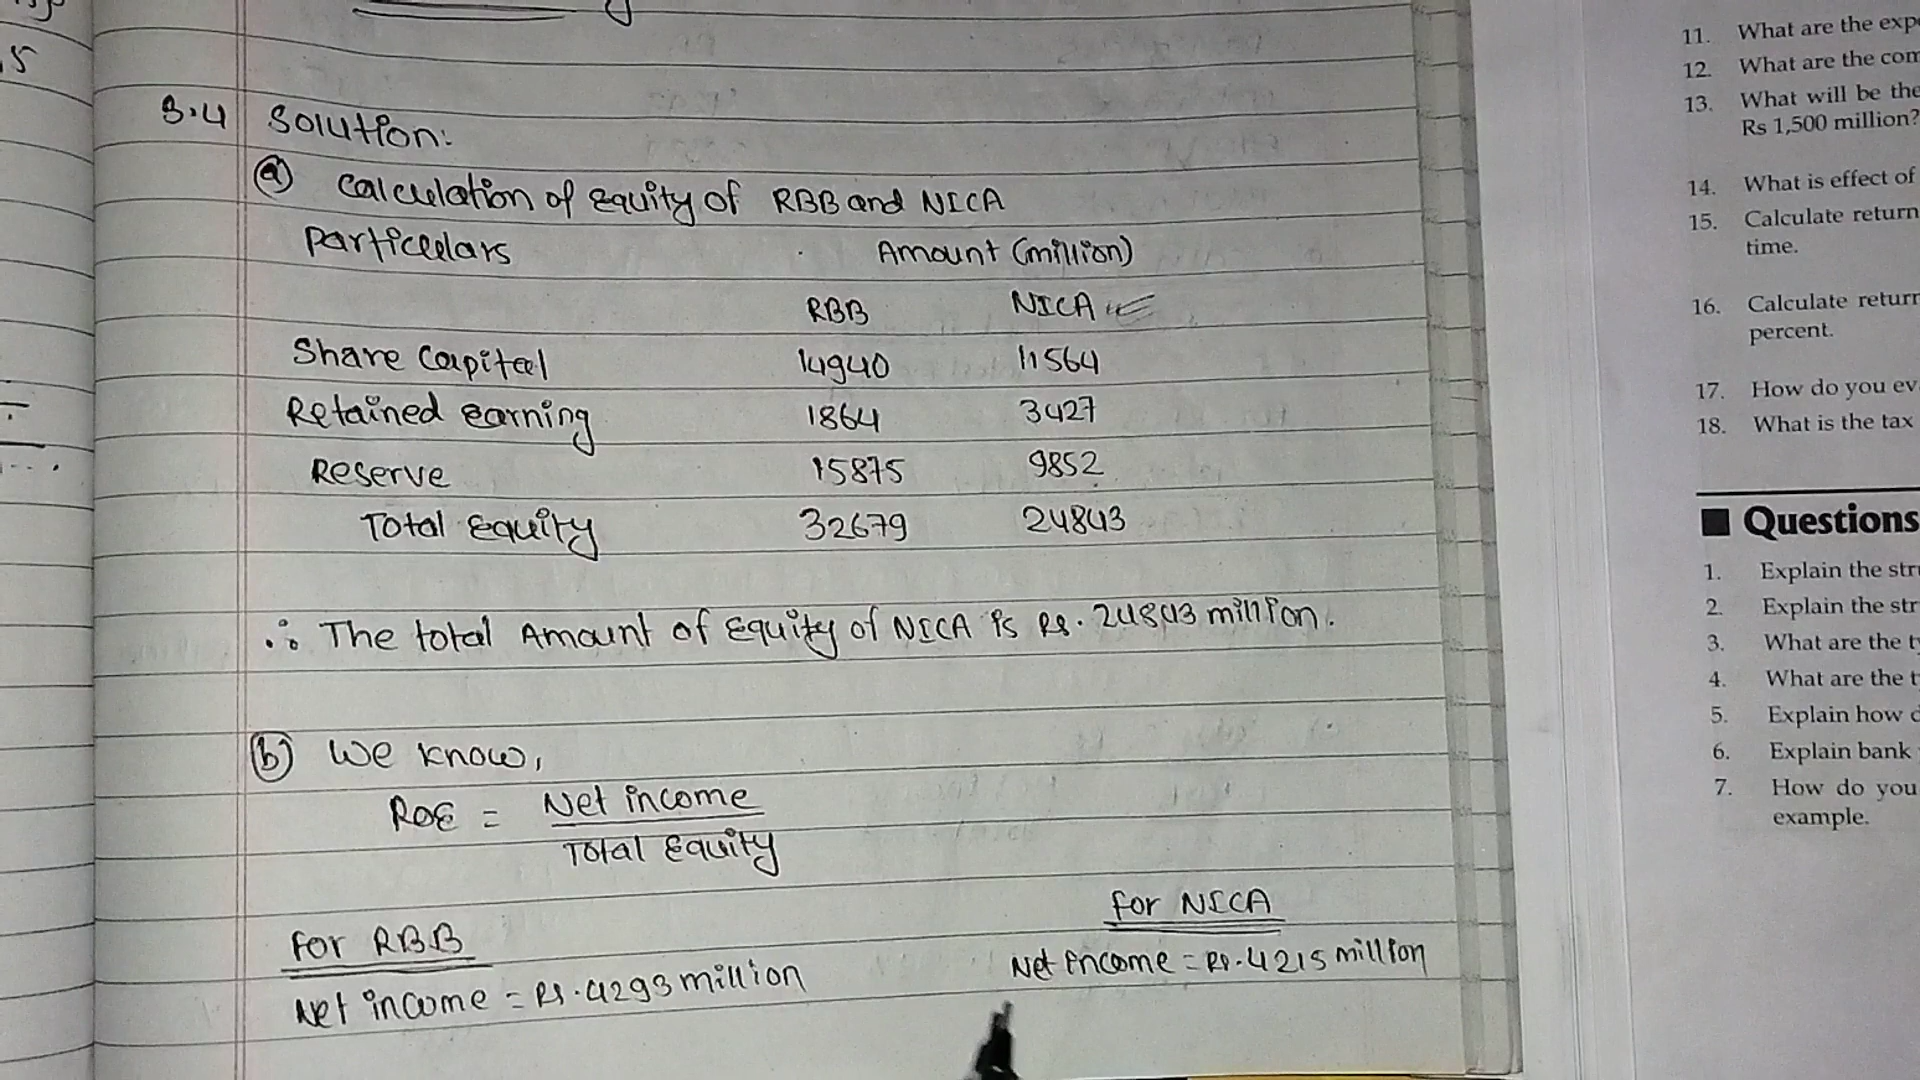 5
3.4 Solution:
(a) Calculation of Equity of RBB and NICA
Particulars Amount (million)
RBB NICA
Share Capital 14940 11564
Retained earning 1864 3427
Reserve 15875 9852
Total Equity 32679 24843
∴ The total Amount of Equity of NICA is Rs. 24843 million.
(b) We know,
ROE = Net income
Total Equity
For RBB
Net income = Rs. 4293 million
for NICA
Net income = Rs. 4215 million
11. What are the
12. What are the
13. What will be the
Rs 1,500 million?
14. What is effect of
15. Calculate return
time.
16. Calculate return
percent.
17. How do you
18. What is the tax
■ Questions
1. Explain the
2. Explain the
3. What are the
4. What are the
5. Explain how
6. Explain bank
7. How do you
example.